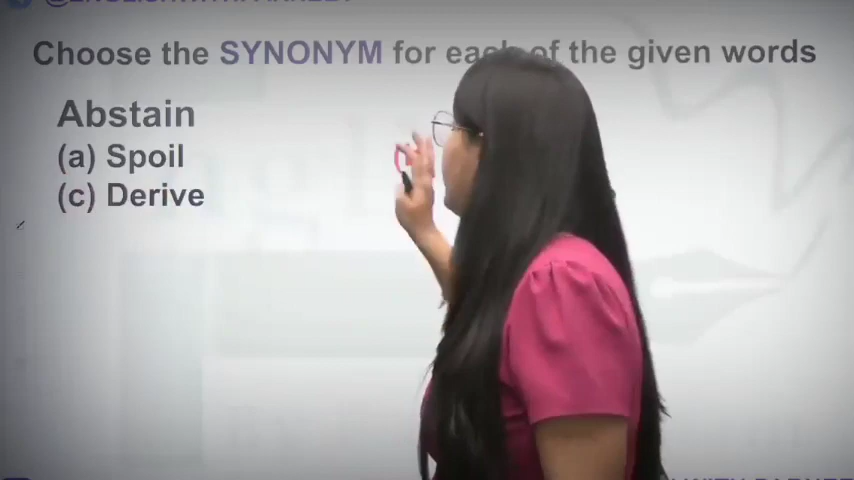 Choose the SYNONYM for each of the given words
Abstain
(a) Spoil
(c) Derive